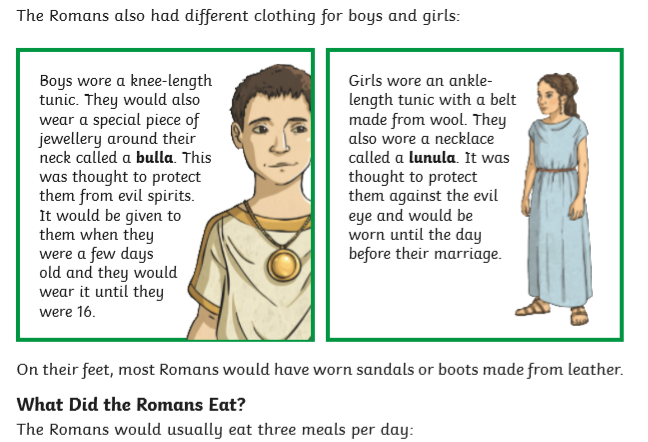 The Romans also had different clothing for boys and girls:
Boys wore a knee-length
tunic. They would also
wear a special piece of
jewellery around their
neck called a bulla. This
was thought to protect
them from evil spirits.
It would be given to
them when they
were a few days
old and they would
wear it until they
were 16.
Girls wore an ankle-
length tunic with a belt
made from wool. They
also wore a necklace
called a lunula. It was
thought to protect
them against the evil
eye and would be
worn until the day
before their marriage.
On their feet, most Romans would have worn sandals or boots made from leather.
What Did the Romans Eat?
The Romans would usually eat three meals per day: